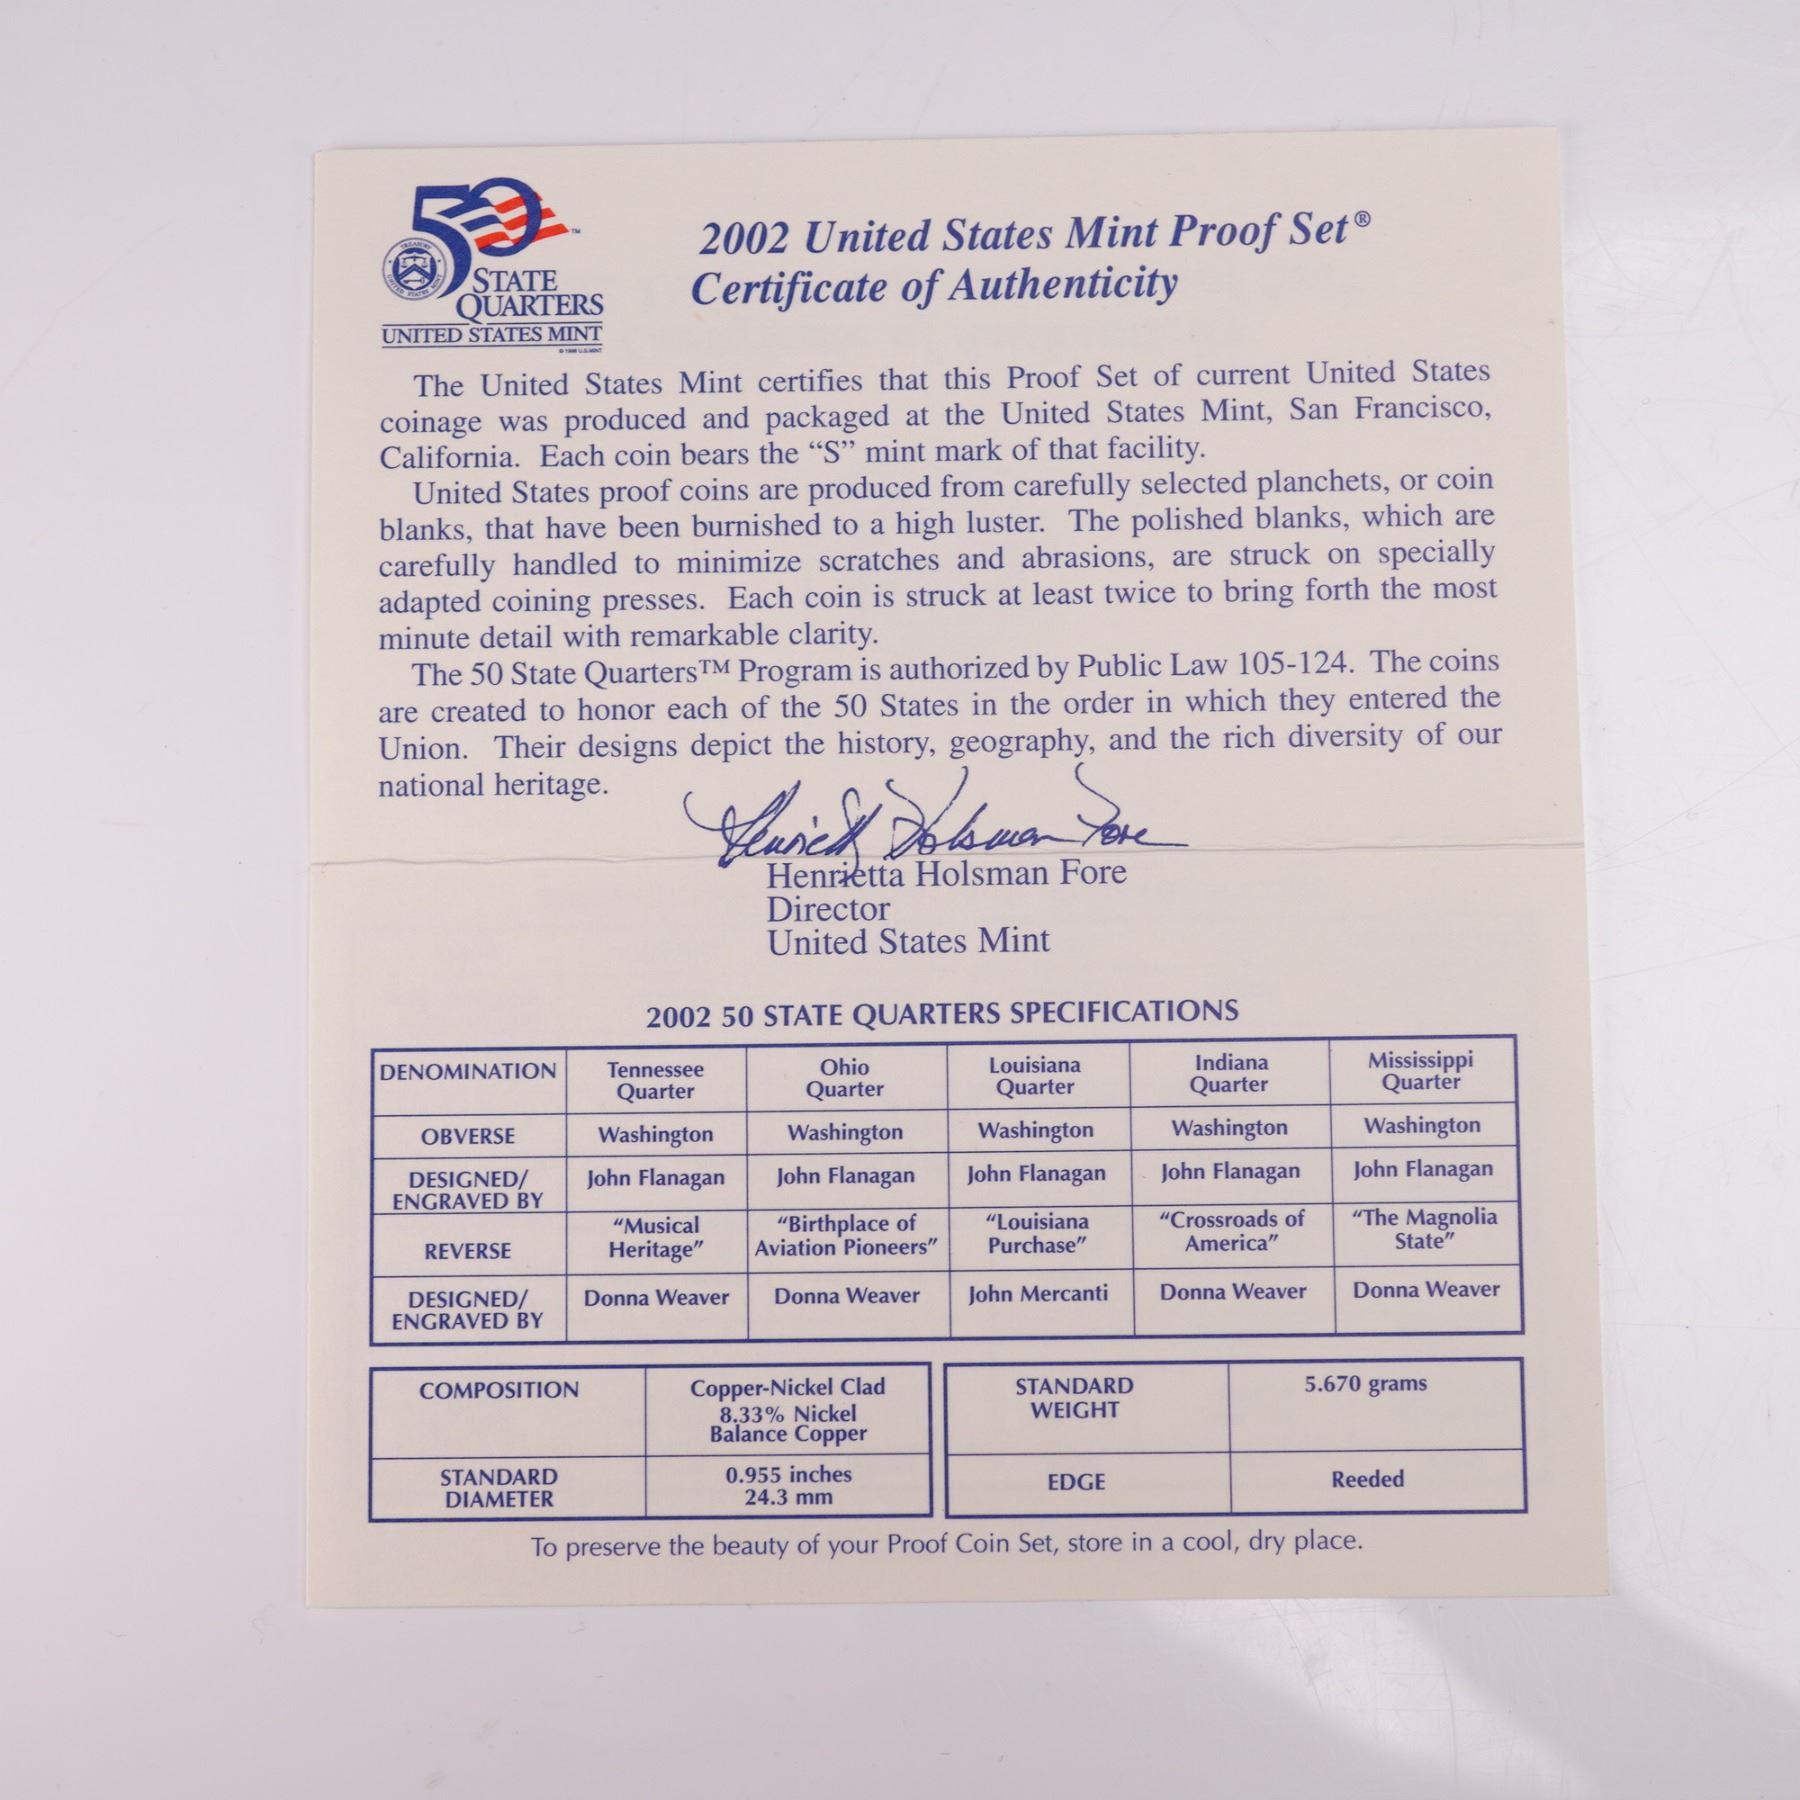 50
TM
STATE
QUARTERS
UNITED STATES MINT
2002 United States Mint Proof Set®
Certificate of Authenticity
The United States Mint certifies that this Proof Set of current United States
coinage was produced and packaged at the United States Mint, San Francisco,
California. Each coin bears the “S” mint mark of that facility.
United States proof coins are produced from carefully selected planchets, or coin
blanks, that have been burnished to a high luster. The polished blanks, which are
carefully handled to minimize scratches and abrasions, are struck on specially
adapted coining presses. Each coin is struck at least twice to bring forth the most
minute detail with remarkable clarity.
The 50 State Quarters™ Program is authorized by Public Law 105-124. The coins
are created to honor each of the 50 States in the order in which they entered the
Union. Their designs depict the history, geography, and the rich diversity of our
national heritage.
Henrietta Holsman Fore
Henrietta Holsman Fore
Director
United States Mint
2002 50 STATE QUARTERS SPECIFICATIONS
DENOMINATION Tennessee Quarter Ohio Quarter Louisiana Quarter Indiana Quarter Mississippi Quarter
OBVERSE Washington Washington Washington Washington Washington
DESIGNED/ ENGRAVED BY John Flanagan John Flanagan John Flanagan John Flanagan John Flanagan
REVERSE “Musical Heritage” “Birthplace of Aviation Pioneers” “Louisiana Purchase” “Crossroads of America” “The Magnolia State”
DESIGNED/ ENGRAVED BY Donna Weaver Donna Weaver John Mercanti Donna Weaver Donna Weaver
COMPOSITION Copper-Nickel Clad
8.33% Nickel
Balance Copper
STANDARD DIAMETER 0.955 inches
24.3 mm
STANDARD WEIGHT 5.670 grams
EDGE Reeded
To preserve the beauty of your Proof Coin Set, store in a cool, dry place.